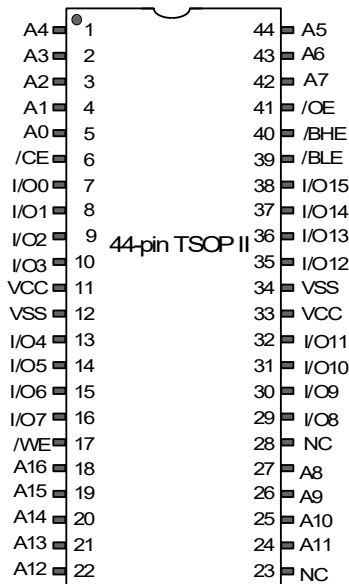 A4 1 44 A5
A3 2 43 A6
A2 3 42 A7
A1 4 41 /OE
A0 5 40 /BHE
/CE 6 39 /BLE
I/O0 7 38 I/O15
I/O1 8 37 I/O14
I/O2 9 44-pin TSOP II 36 I/O13
I/O3 10 35 I/O12
VCC 11 34 VSS
VSS 12 33 VCC
I/O4 13 32 I/O11
I/O5 14 31 I/O10
I/O6 15 30 I/O9
I/O7 16 29 I/O8
/WE 17 28 NC
A16 18 27 A8
A15 19 26 A9
A14 20 25 A10
A13 21 24 A11
A12 22 23 NC